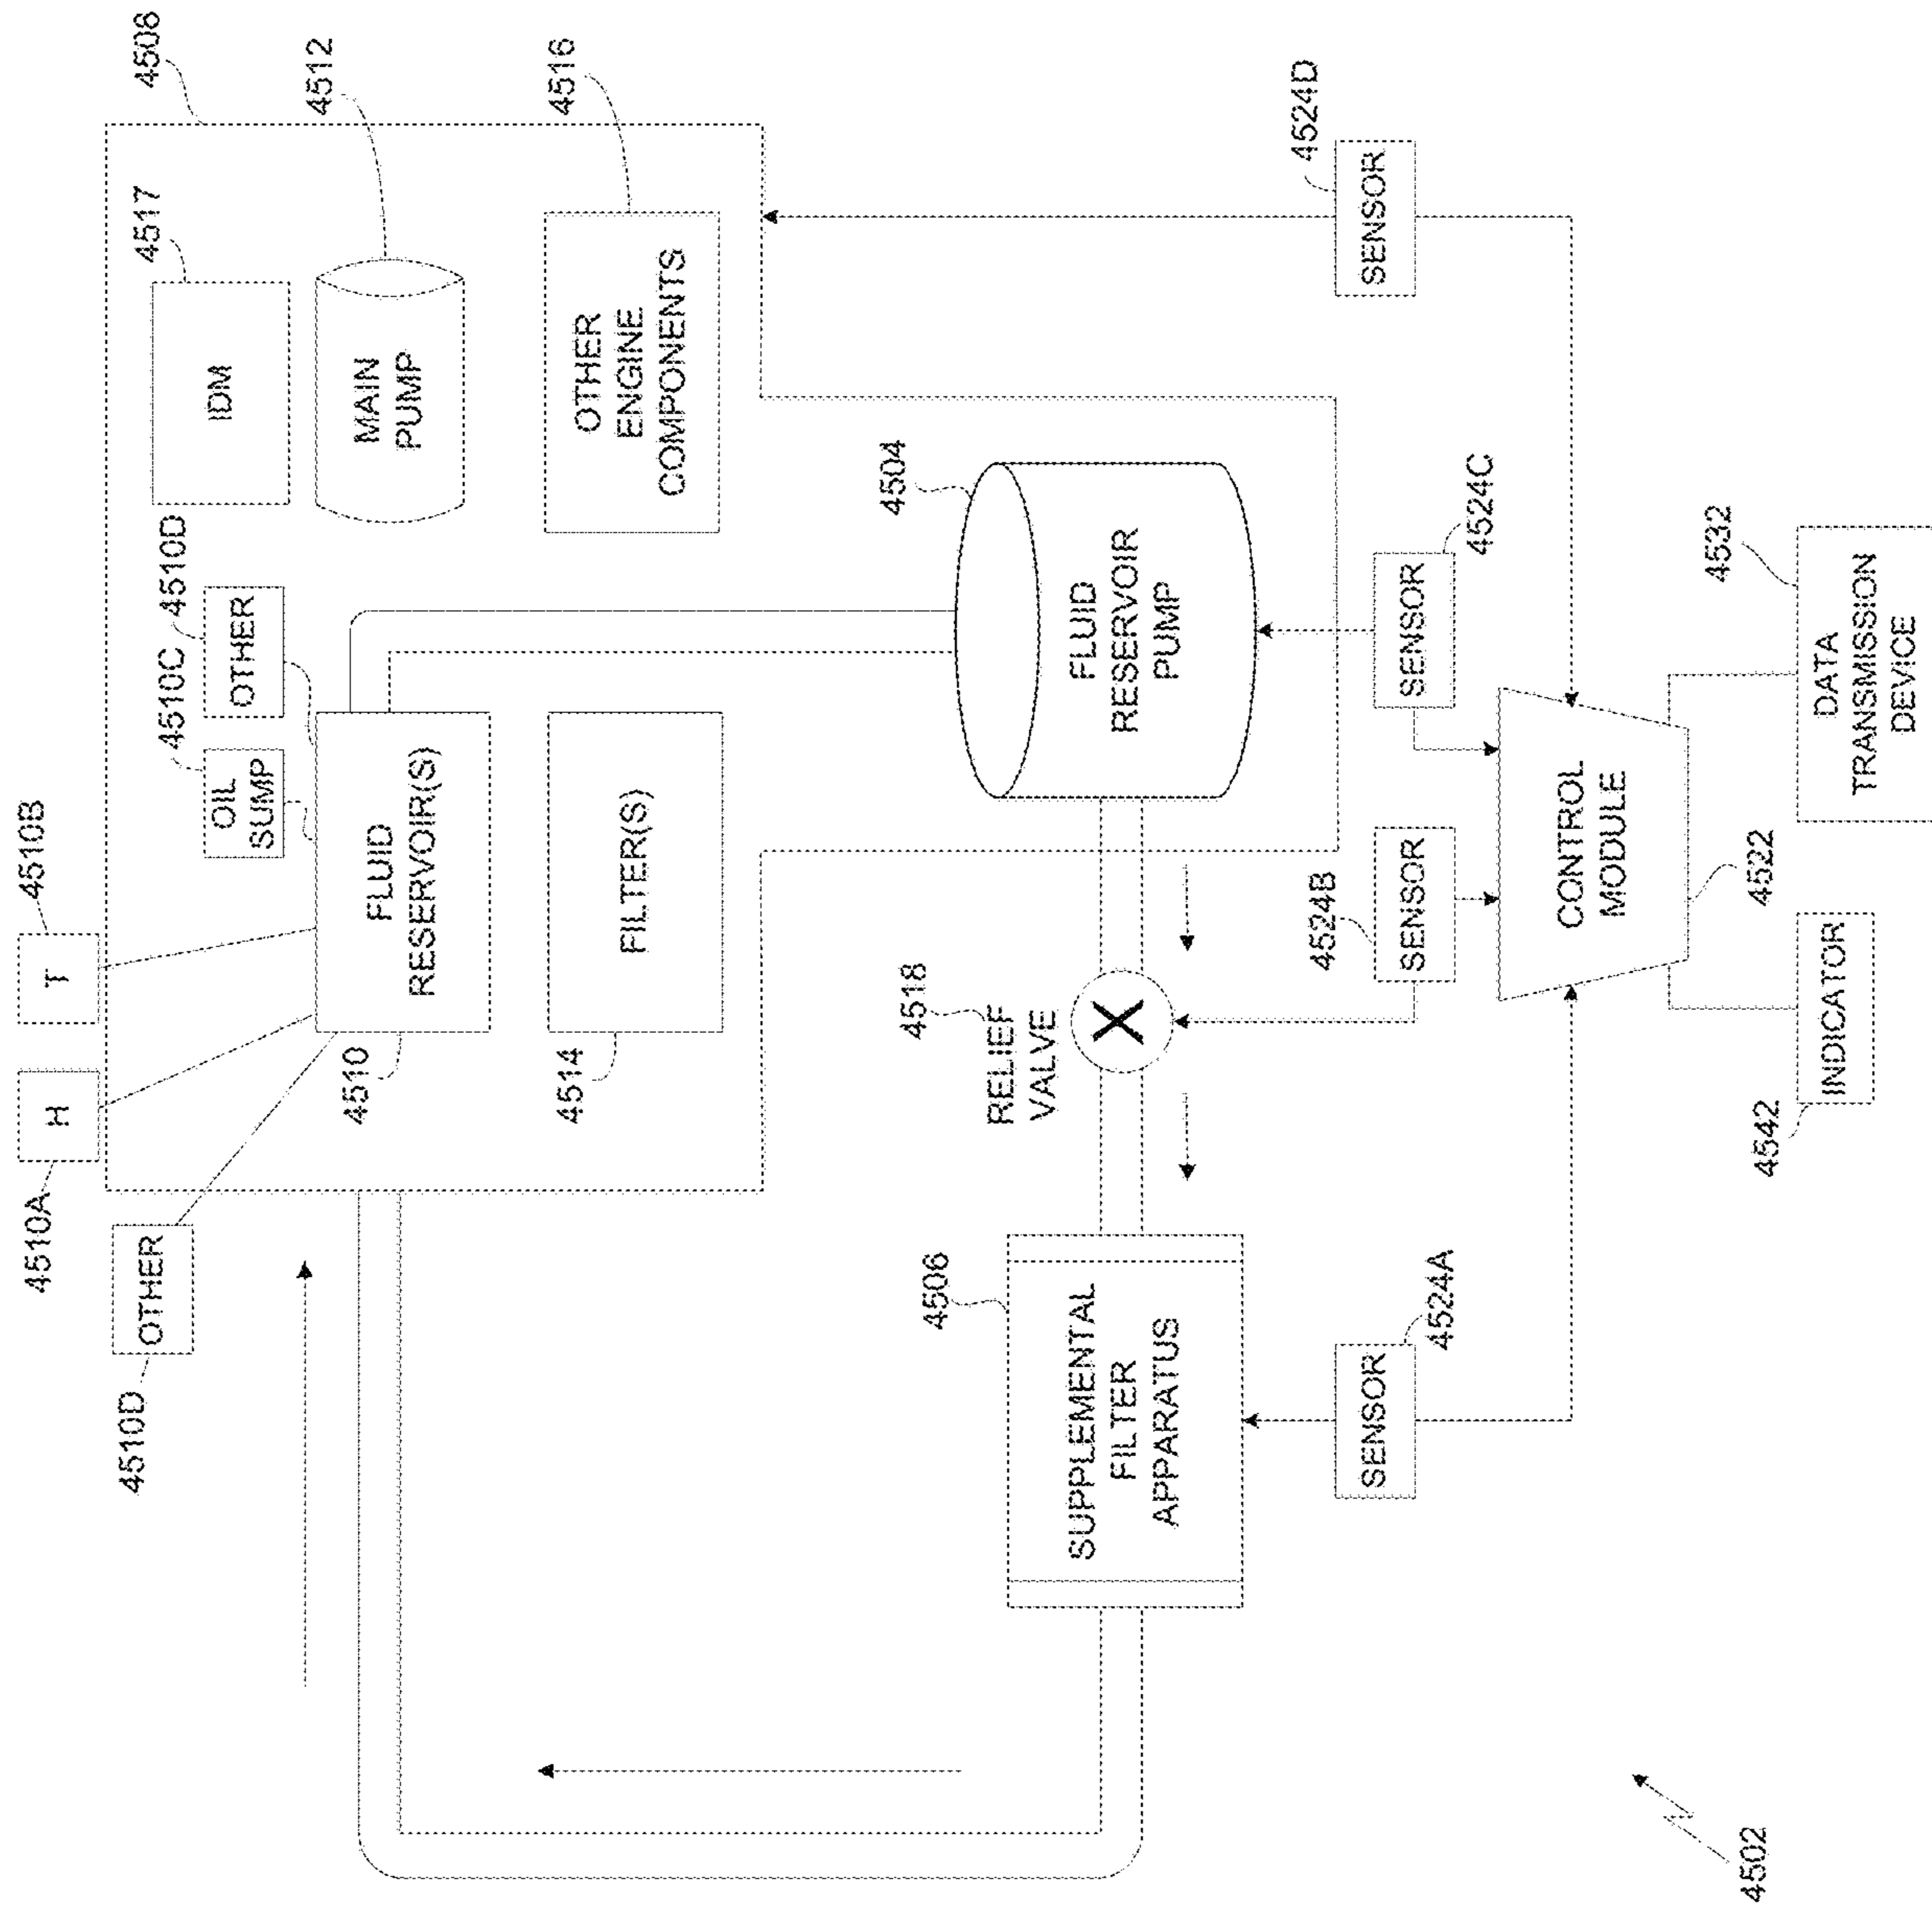 4508
4512
4516
4517
IDM
MAIN
PUMP
OTHER
ENGINE
COMPONENTS
4524D
SENSOR
4510D
OTHER
4510C
OIL
SUMP
4510B
T
4510A
H
OTHER
4510D
FLUID
RESERVOIR(S)
4510
FILTER(S)
4514
4504
FLUID
RESERVOIR
PUMP
4518
RELIEF
VALVE
X
4506
SUPPLEMENTAL
FILTER
APPARATUS
4524C
SENSOR
4524B
SENSOR
4524A
SENSOR
CONTROL
MODULE
4522
4532
DATA
TRANSMISSION
DEVICE
INDICATOR
4542
4502